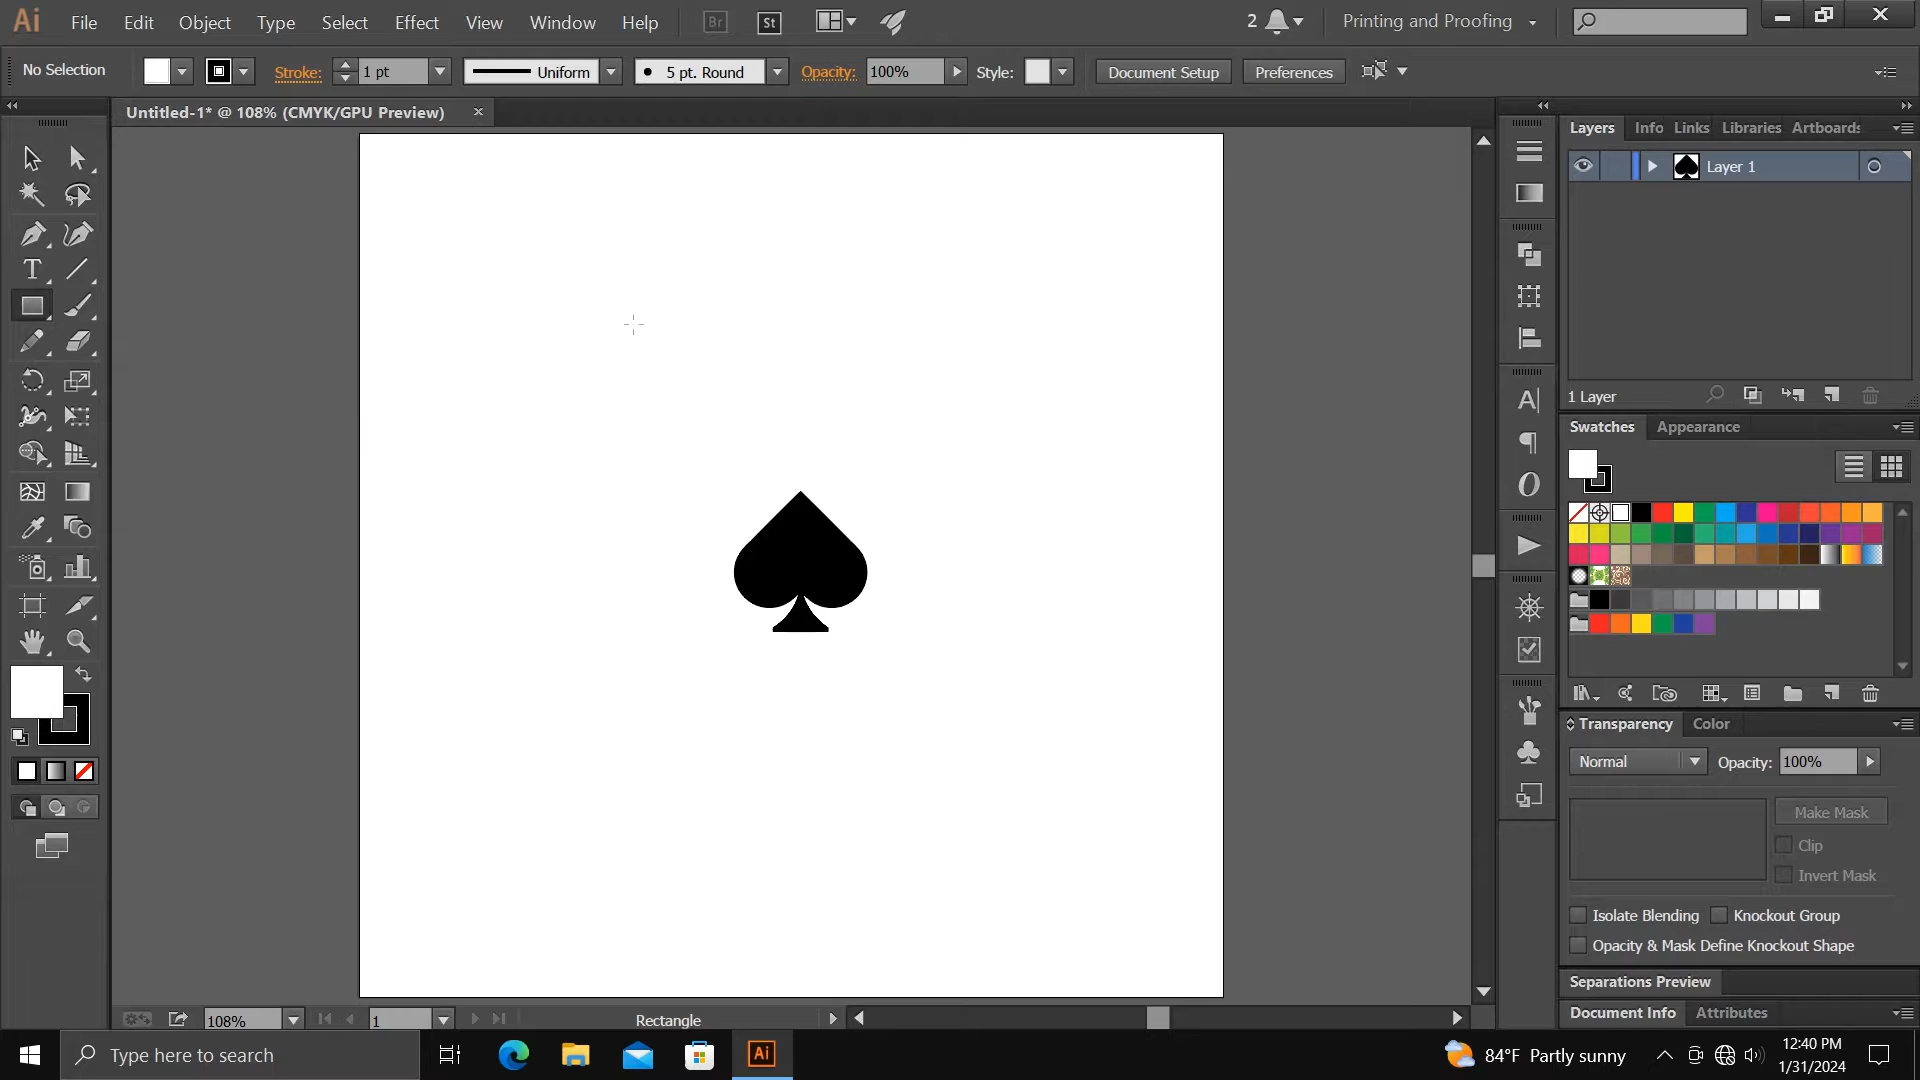 Ai File Edit Object Type Select Effect View Window Help Br St 2 Printing and Proofing
No Selection Stroke: 1 pt Uniform 5 pt. Round Opacity: 100% Style: Document Setup Preferences
Untitled-1* @ 108% (CMYK/GPU Preview)
Layers Info Links Libraries Artboards
Layer 1
1 Layer
Swatches Appearance
Transparency Color
Normal Opacity: 100%
Make Mask
Clip
Invert Mask
Isolate Blending Knockout Group
Opacity & Mask Define Knockout Shape
Separations Preview
Document Info Attributes
108% 1 Rectangle
Type here to search Ai 84°F Partly sunny 12:40 PM
1/31/2024